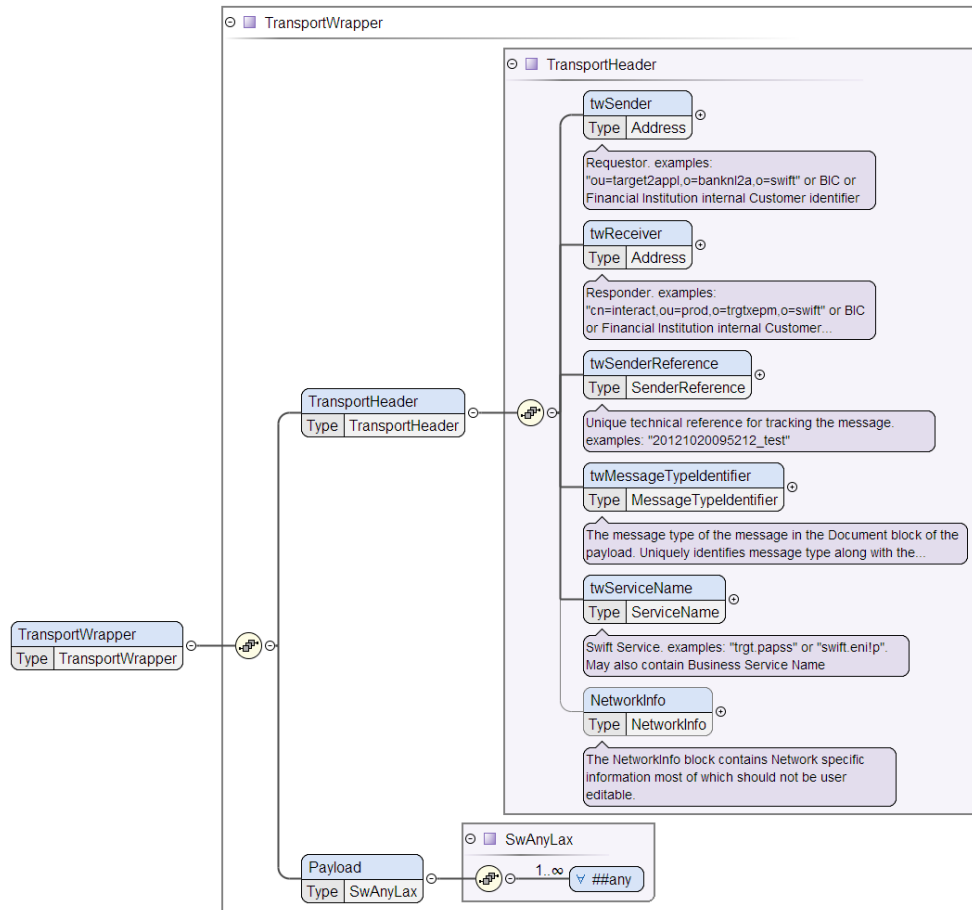 TransportWrapper
TransportHeader
twSender
Type Address
Requestor. examples:
"ou=target2appl,o=banknl2a,o=swift" or BIC or
Financial Institution internal Customer identifier
twReceiver
Type Address
Responder. examples:
"cn=interact,ou=prod,o=trgtxepm,o=swift" or BIC
or Financial Institution internal Customer...
twSenderReference
Type SenderReference
Unique technical reference for tracking the message.
examples: "20121020095212_test"
TransportHeader
Type TransportHeader
twMessageTypeIdentifier
Type MessageTypeIdentifier
The message type of the message in the Document block of the
payload. Uniquely identifies message type along with the...
twServiceName
Type ServiceName
Swift Service. examples: "trgt.papss" or "swift.eni!p".
May also contain Business Service Name
TransportWrapper
Type TransportWrapper
NetworkInfo
Type NetworkInfo
The NetworkInfo block contains Network specific
information most of which should not be user
editable.
Payload
Type SwAnyLax
SwAnyLax
1..∞
∀ ##any